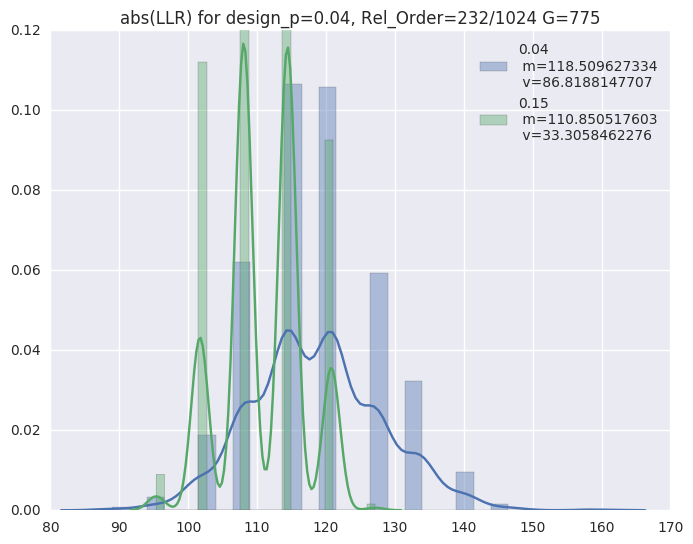 abs(LLR) for design_p=0.04, Rel_Order=232/1024 G=775
0.12
0.10
0.08
0.06
0.04
0.02
0.00
0.04
m=118.509627334
v=86.8188147707
0.15
m=110.850517603
v=33.3058462276
80 90 100 110 120 130 140 150 160 170